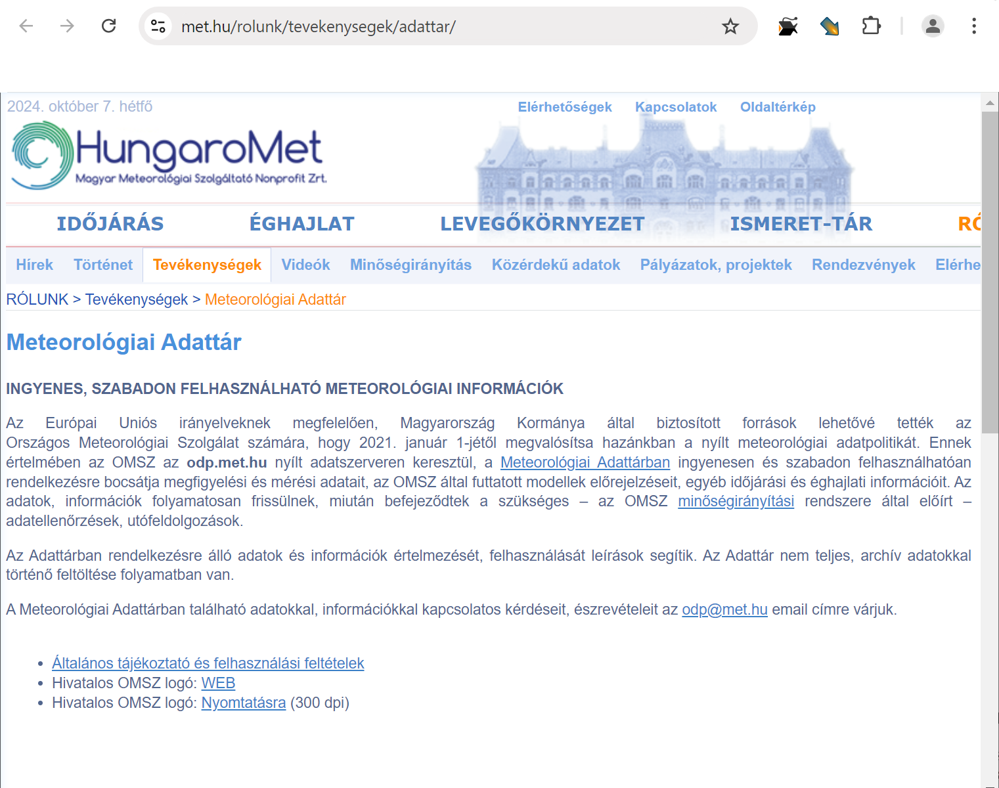 met.hu/rolunk/tevekenysegek/adattar/
2024. október 7. hétfő
Elérhetőségek Kapcsolatok Oldaltérkép
HungaroMet
Magyar Meteorológiai Szolgáltató Nonprofit Zrt.
IDŐJÁRÁS ÉGHAJLAT LEVEGŐKÖRNYEZET ISMERET-TÁR RÓ
Hírek Történet Tevékenységek Videók Minőségirányítás Közérdekű adatok Pályázatok, projektek Rendezvények Elérhe
RÓLUNK > Tevékenységek > Meteorológiai Adattár
Meteorológiai Adattár
INGYENES, SZABADON FELHASZNÁLHATÓ METEOROLÓGIAI INFORMÁCIÓK
Az Európai Uniós irányelveknek megfelelően, Magyarország Kormánya által biztosított források lehetővé tették az
Országos Meteorológiai Szolgálat számára, hogy 2021. január 1-jétől megvalósítsa hazánkban a nyílt meteorológiai adatpolitikát. Ennek
értelmében az OMSZ az odp.met.hu nyílt adatszerveren keresztül, a Meteorológiai Adattárban ingyenesen és szabadon felhasználhatóan
rendelkezésre bocsátja megfigyelési és mérési adatait, az OMSZ által futtatott modellek előrejelzéseit, egyéb időjárási és éghajlati információit. Az
adatok, információk folyamatosan frissülnek, miután befejeződtek a szükséges – az OMSZ minőségirányítási rendszere által előírt –
adatellenőrzések, utófeldolgozások.
Az Adattárban rendelkezésre álló adatok és információk értelmezését, felhasználását leírások segítik. Az Adattár nem teljes, archív adatokkal
történő feltöltése folyamatban van.
A Meteorológiai Adattárban található adatokkal, információkkal kapcsolatos kérdéseit, észrevételeit az odp@met.hu email címre várjuk.
• Általános tájékoztató és felhasználási feltételek
• Hivatalos OMSZ logó: WEB
• Hivatalos OMSZ logó: Nyomtatásra (300 dpi)